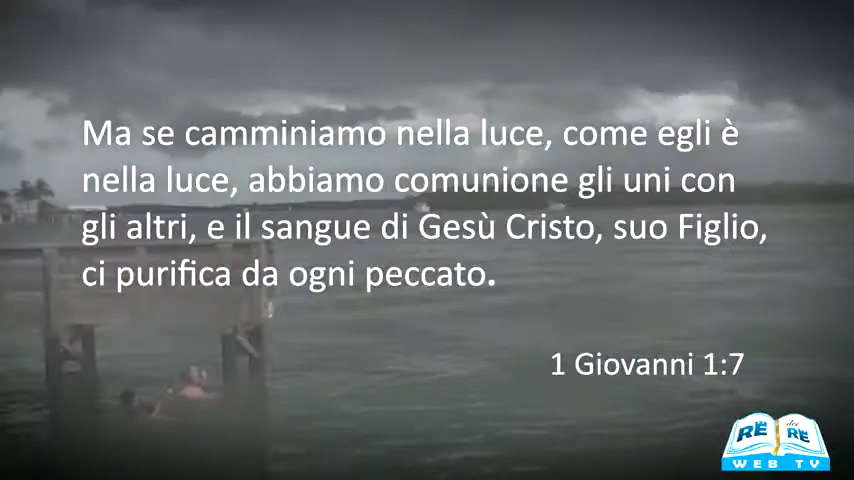 Ma se camminiamo nella luce, come egli è
nella luce, abbiamo comunione gli uni con
gli altri, e il sangue di Gesù Cristo, suo Figlio,
ci purifica da ogni peccato.
1 Giovanni 1:7
RE dei RE
WEB TV